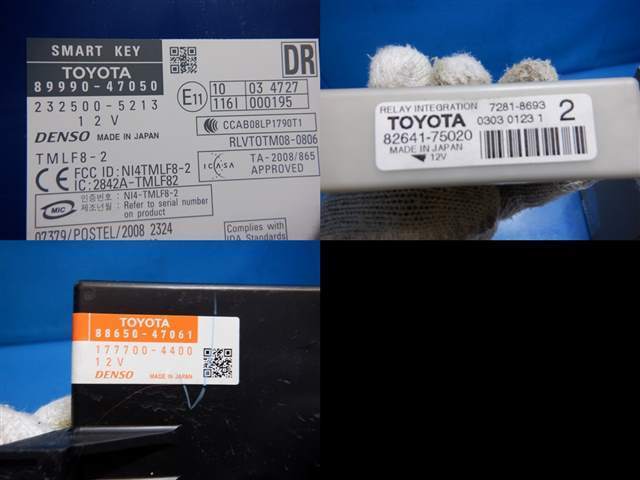 SMART KEY
TOYOTA
89990-47050
232500-5213
12V
DENSO MADE IN JAPAN
TMLF8-2
FCC ID: NI4TMLF8-2
IC: 2842A-TMLF82
MIC
인증번호: NI4-TMLF8-2
제조년월: Refer to serial number
on product
07379/POSTEL/2008 2324
DR
E11
10 03 4727
1161 000195
CCAB08LP1790T1
RLVTOTM08-0806
ICASA
TA-2008/865
APPROVED
Complies with
IDA Standards
RELAY INTEGRATION 7281-8693
TOYOTA 0303 0123 1 2
82641-75020
MADE IN JAPAN
12V
TOYOTA
88650-47061
177700-4400
12V
DENSO MADE IN JAPAN